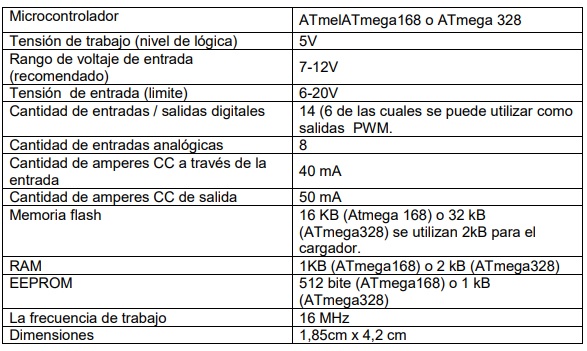 Microcontrolador
ATmelATmega168 o ATmega 328
Tensión de trabajo (nivel de lógica)
5V
Rango de voltaje de entrada
(recomendado)
7-12V
Tensión de entrada (limite)
6-20V
Cantidad de entradas / salidas digitales
14 (6 de las cuales se puede utilizar como
salidas PWM.
Cantidad de entradas analógicas
8
Cantidad de amperes CC a través de la
entrada
40 mA
Cantidad de amperes CC de salida
50 mA
Memoria flash
16 KB (Atmega 168) o 32 kB
(ATmega328) se utilizan 2kB para el
cargador.
RAM
1KB (ATmega168) o 2 kB (ATmega328)
EEPROM
512 bite (ATmega168) o 1 kB
(ATmega328)
La frecuencia de trabajo
16 MHz
Dimensiones
1,85cm x 4,2 cm